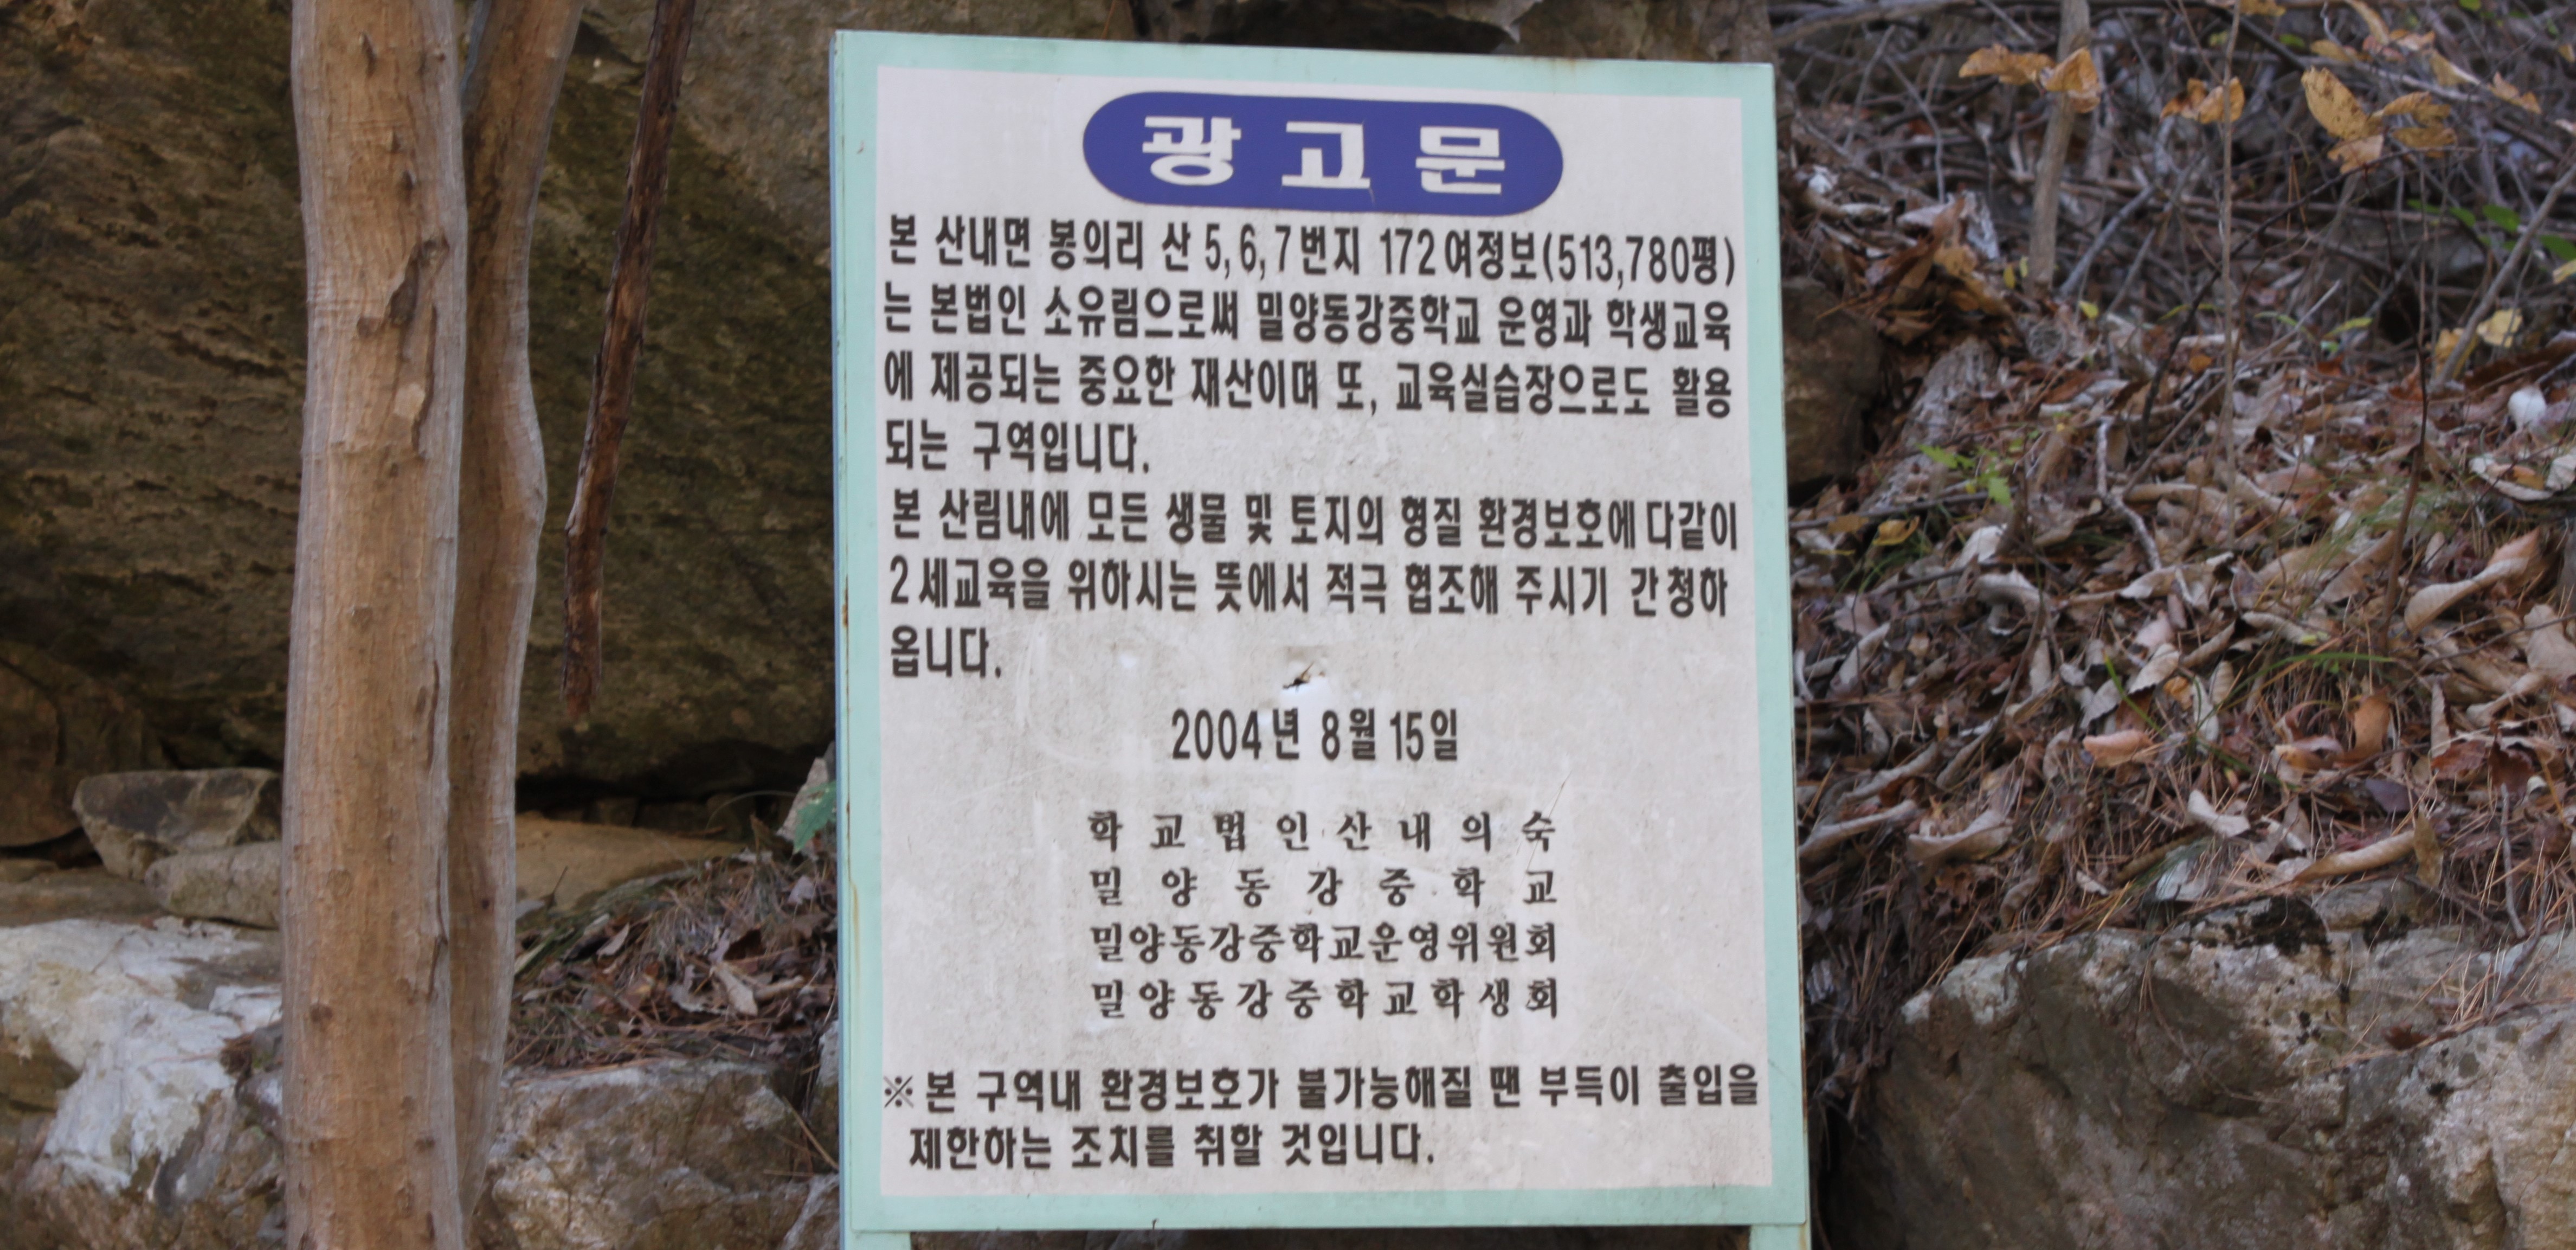 광고문
본 산내면 봉의리 산 5, 6, 7번지 172여정보(513,780평)
는 본법인 소유림으로써 밀양동강중학교 운영과 학생교육
에 제공되는 중요한 재산이며 또, 교육실습장으로도 활용
되는 구역입니다.
본 산림내에 모든 생물 및 토지의 형질 환경보호에 다같이
2세교육을 위하시는 뜻에서 적극 협조해 주시기 간청하
옵니다.
2004년 8월 15일
학교법인산내의숙
밀양동강중학교
밀양동강중학교운영위원회
밀양동강중학교학생회
※본 구역내 환경보호가 불가능해질 땐 부득이 출입을
제한하는 조치를 취할 것입니다.